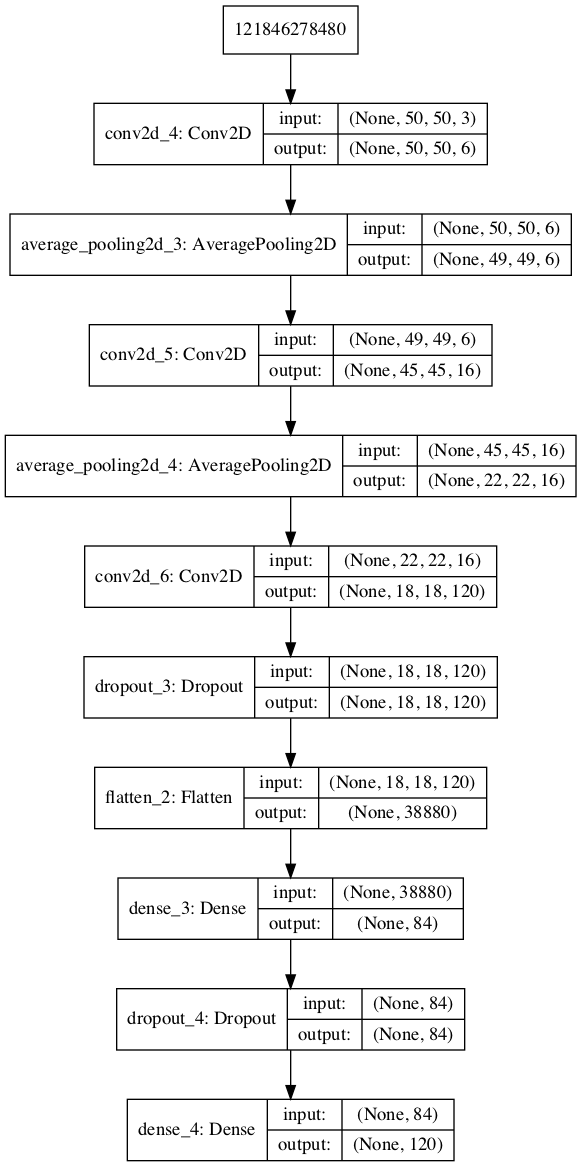 121846278480
conv2d_4: Conv2D
input: (None, 50, 50, 3)
output: (None, 50, 50, 6)
average_pooling2d_3: AveragePooling2D
input: (None, 50, 50, 6)
output: (None, 49, 49, 6)
conv2d_5: Conv2D
input: (None, 49, 49, 6)
output: (None, 45, 45, 16)
average_pooling2d_4: AveragePooling2D
input: (None, 45, 45, 16)
output: (None, 22, 22, 16)
conv2d_6: Conv2D
input: (None, 22, 22, 16)
output: (None, 18, 18, 120)
dropout_3: Dropout
input: (None, 18, 18, 120)
output: (None, 18, 18, 120)
flatten_2: Flatten
input: (None, 18, 18, 120)
output: (None, 38880)
dense_3: Dense
input: (None, 38880)
output: (None, 84)
dropout_4: Dropout
input: (None, 84)
output: (None, 84)
dense_4: Dense
input: (None, 84)
output: (None, 120)